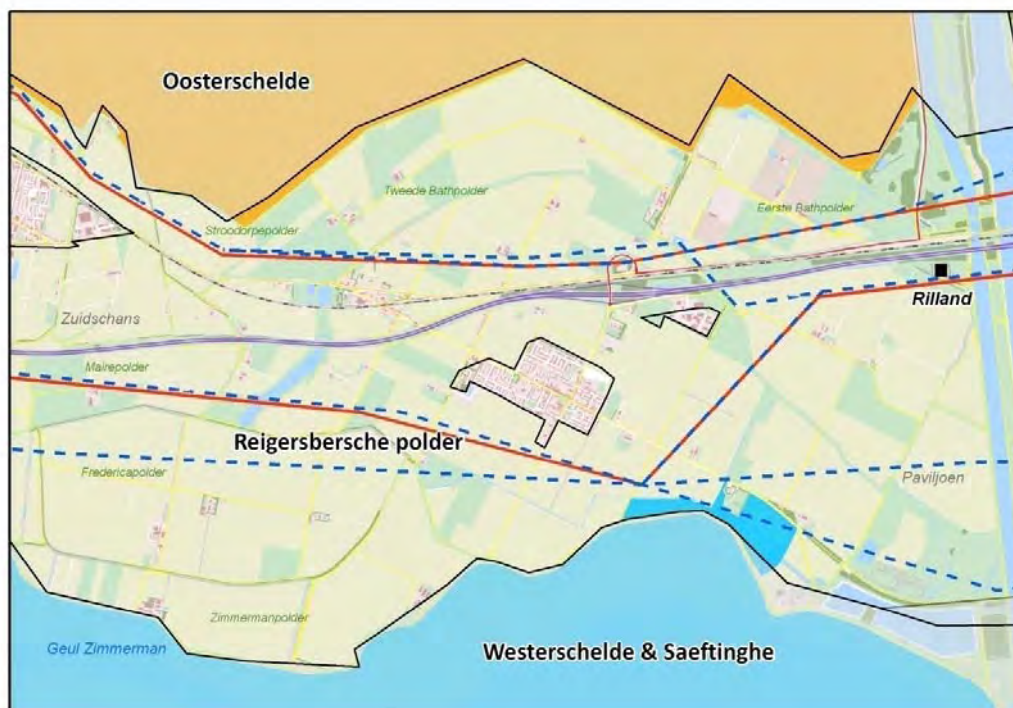 Oosterschelde
Tweede Bathpolder
Eerste Bathpolder
Stroodorpepolder
Rilland
Zuidschans
Mairepolder
Reigersbersche polder
Fredericapolder
Paviljoen
Zimmermanpolder
Geul Zimmerman
Westerschelde & Saeftinghe